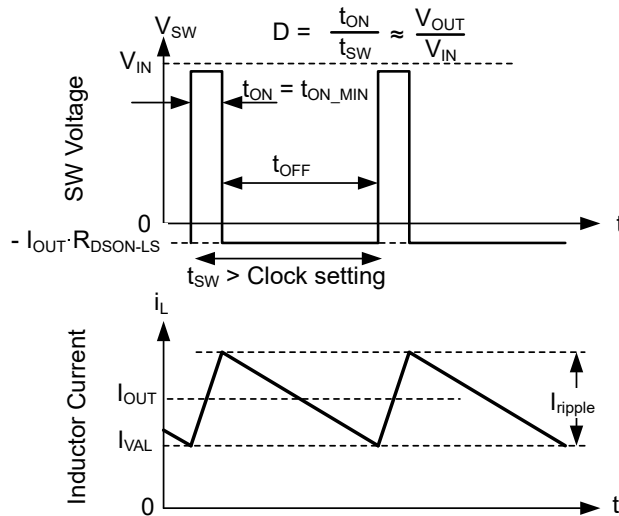 V_SW
D = t_ON / t_SW ≈ V_OUT / V_IN
V_IN
t_ON = t_ON_MIN
SW Voltage
t_OFF
0
t
- I_OUT·R_DSON-LS
t_SW > Clock setting
i_L
Inductor Current
I_OUT
I_ripple
I_VAL
0
t